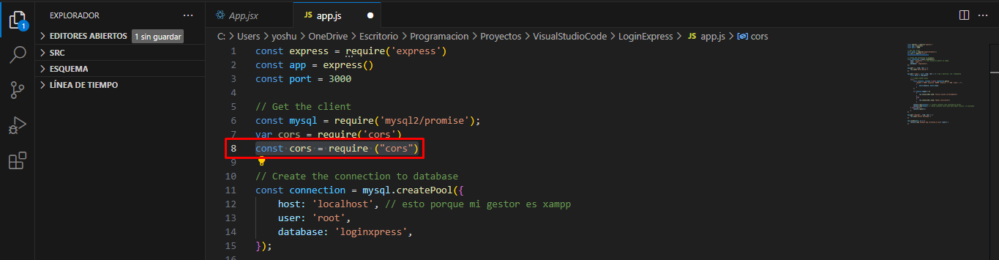 EXPLORADOR
App.jsx
JS app.js
1
EDITORES ABIERTOS 1 sin guardar
SRC
ESQUEMA
LÍNEA DE TIEMPO
C: > Users > yoshu > OneDrive > Escritorio > Programacion > Proyectos > VisualStudioCode > LoginExpress > JS app.js > cors
1 const express = require('express')
2 const app = express()
3 const port = 3000
4
5 // Get the client
6 const mysql = require('mysql2/promise');
7 var cors = require('cors')
8 const cors = require ("cors")
9
10 // Create the connection to database
11 const connection = mysql.createPool({
12 host: 'localhost', // esto porque mi gestor es xampp
13 user: 'root',
14 database: 'loginxpress',
15 });
16